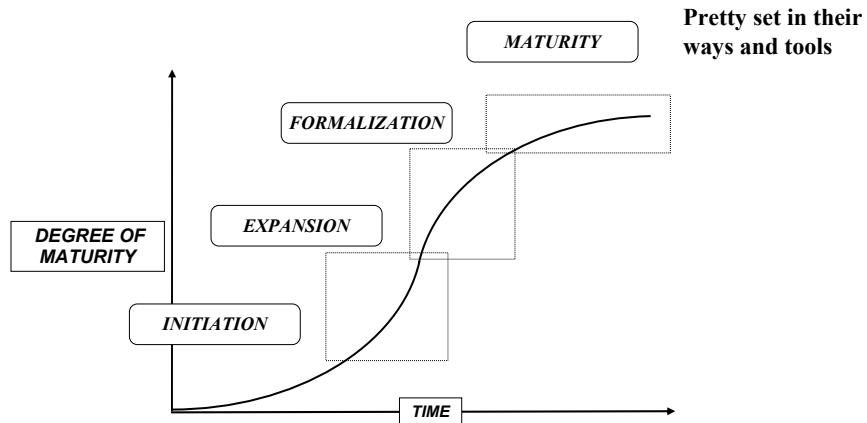 Pretty set in their
ways and tools
MATURITY
FORMALIZATION
EXPANSION
DEGREE OF
MATURITY
INITIATION
TIME